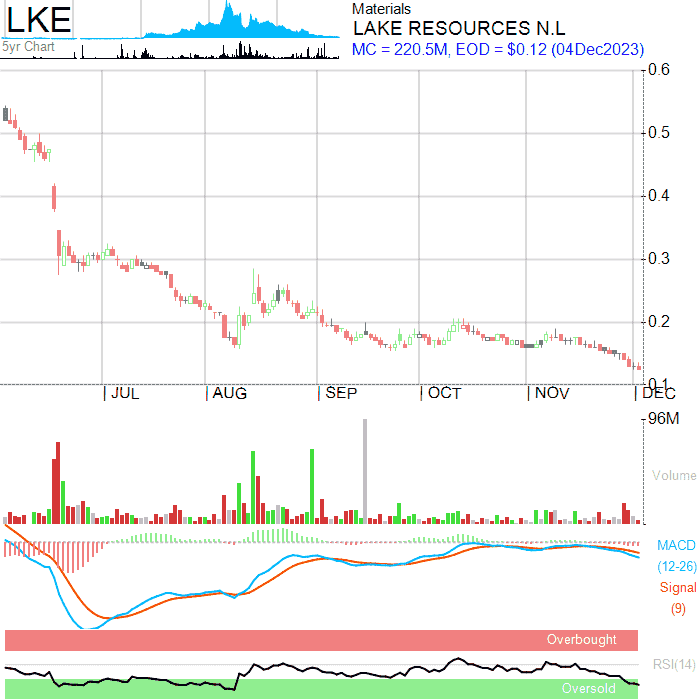 LKE
5yr Chart
Materials
LAKE RESOURCES N.L
MC = 220.5M, EOD = $0.12 (04Dec2023)
0.6
0.5
0.4
0.3
0.2
0.1
JUL AUG SEP OCT NOV DEC
96M
Volume
MACD
(12-26)
Signal
(9)
Overbought
RSI(14)
Oversold